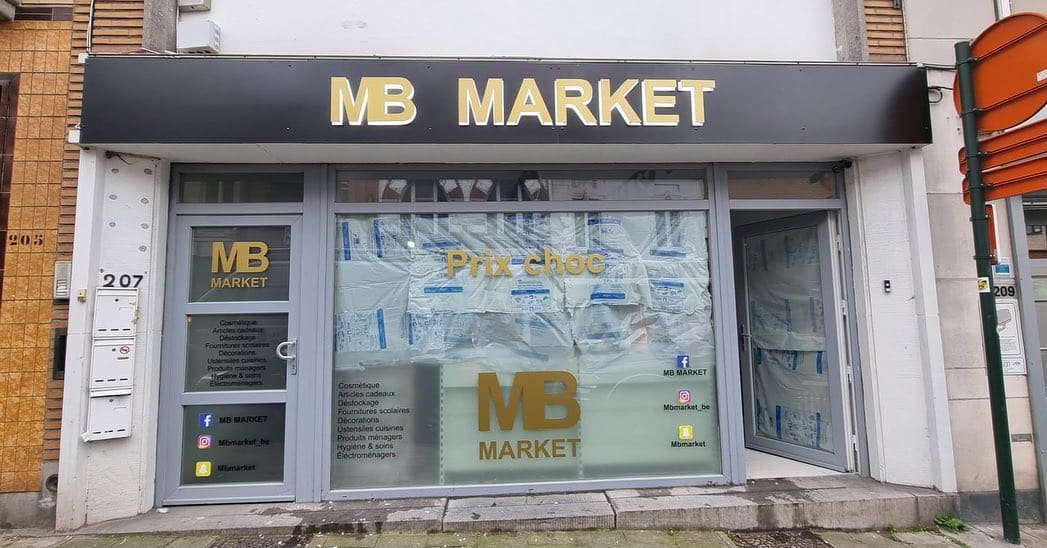 MB MARKET
205
207
MB
MARKET
Cosmétique
Articles cadeaux
Déstockage
Fournitures scolaires
Décorations
Ustensiles cuisines
Produits ménagers
Hygiène & soins
Éléctroménagers
MB MARKET
Mbmarket_be
Mbmarket
Prix choc
Cosmétique
Articles cadeaux
Déstockage
Fournitures scolaires
Décorations
Ustensiles cuisines
Produits ménagers
Hygiène & soins
Éléctroménagers
MB
MARKET
MB MARKET
Mbmarket_be
Mbmarket
209